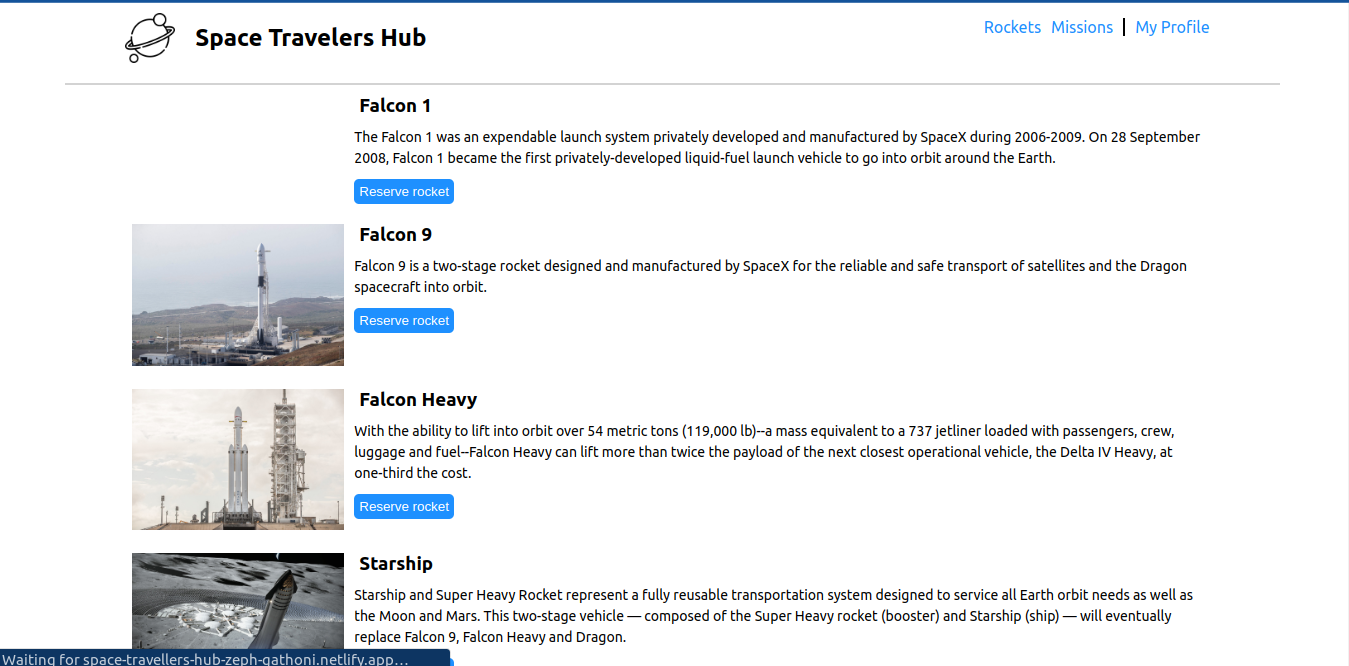 Space Travelers Hub
Rockets Missions | My Profile
Falcon 1
The Falcon 1 was an expendable launch system privately developed and manufactured by SpaceX during 2006-2009. On 28 September
2008, Falcon 1 became the first privately-developed liquid-fuel launch vehicle to go into orbit around the Earth.
Reserve rocket
Falcon 9
Falcon 9 is a two-stage rocket designed and manufactured by SpaceX for the reliable and safe transport of satellites and the Dragon
spacecraft into orbit.
Reserve rocket
Falcon Heavy
With the ability to lift into orbit over 54 metric tons (119,000 lb)--a mass equivalent to a 737 jetliner loaded with passengers, crew,
luggage and fuel--Falcon Heavy can lift more than twice the payload of the next closest operational vehicle, the Delta IV Heavy, at
one-third the cost.
Reserve rocket
Starship
Starship and Super Heavy Rocket represent a fully reusable transportation system designed to service all Earth orbit needs as well as
the Moon and Mars. This two-stage vehicle — composed of the Super Heavy rocket (booster) and Starship (ship) — will eventually
replace Falcon 9, Falcon Heavy and Dragon.
Waiting for space-travellers-hub-zeph-gathoni.netlify.app…